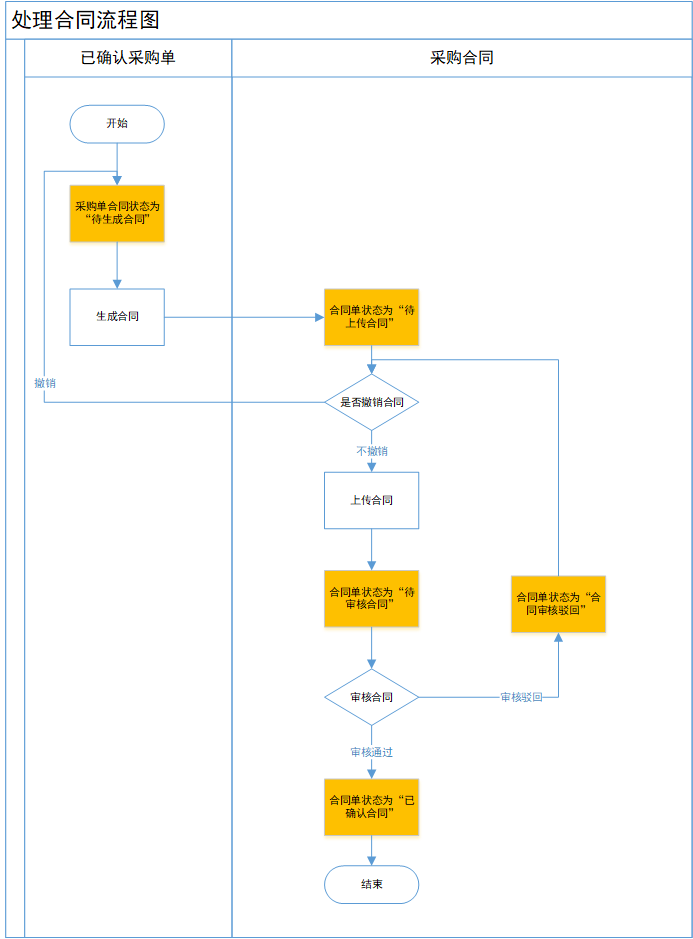 处理合同流程图
已确认采购单
采购合同
开始
采购单合同状态为
“待生成合同”
生成合同
合同单状态为“待
上传合同”
撤销
是否撤销合同
不撤销
上传合同
合同单状态为“待
审核合同”
合同单状态为“合
同审核驳回”
审核合同
审核驳回
审核通过
合同单状态为“已
确认合同”
结束